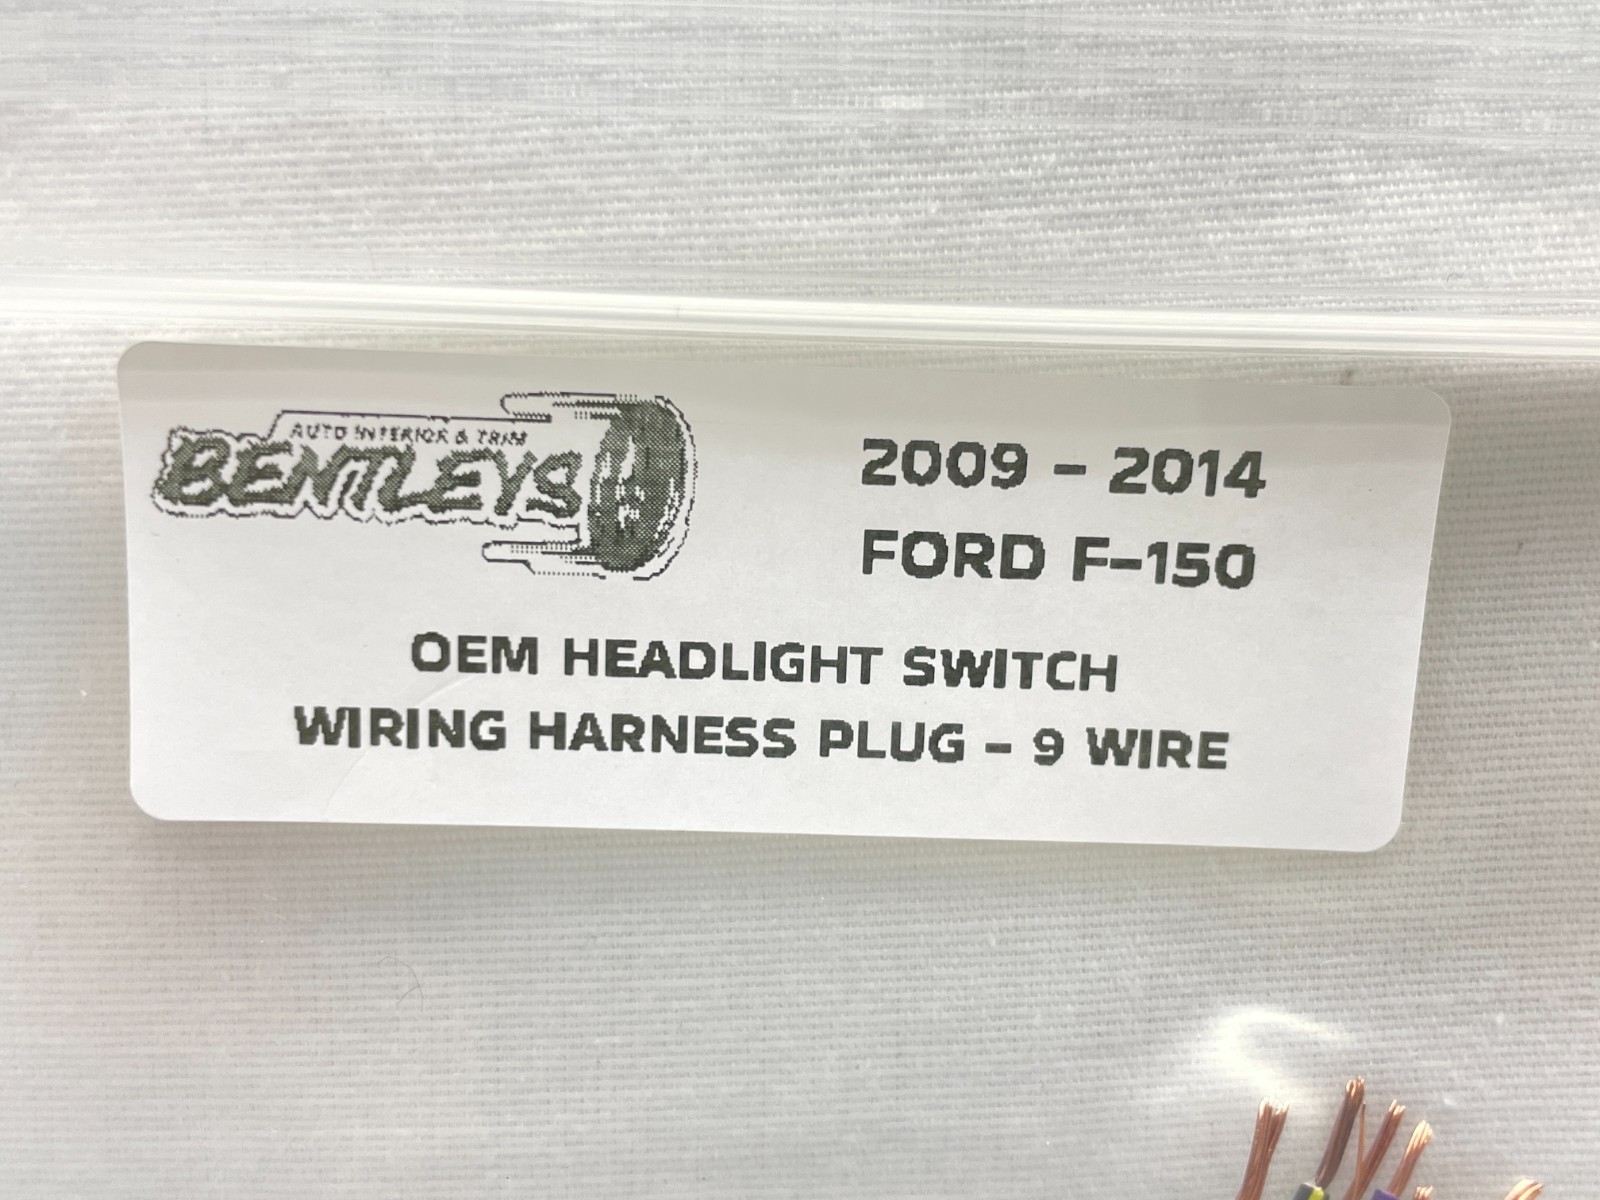 AUTO INTERIOR & TRIM
BENTLEYS
2009 - 2014
FORD F-150
OEM HEADLIGHT SWITCH
WIRING HARNESS PLUG - 9 WIRE